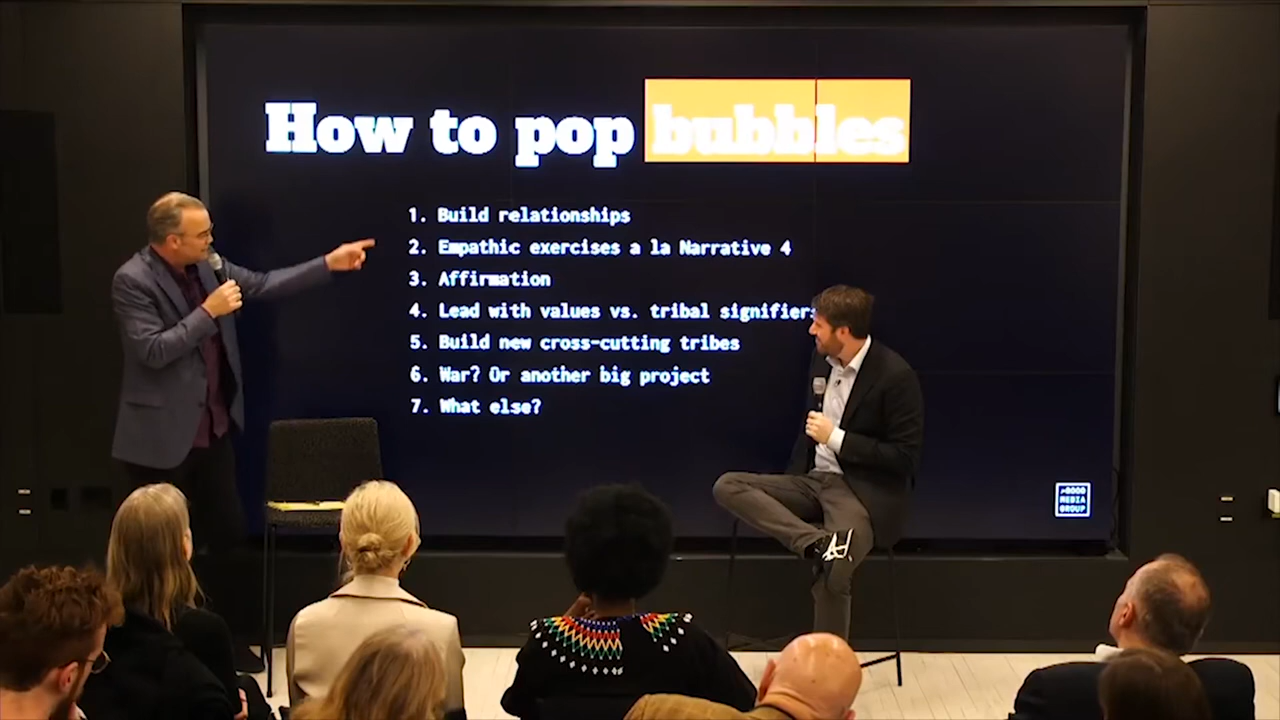 How to pop bubbles
1. Build relationships
2. Empathic exercises a la Narrative 4
3. Affirmation
4. Lead with values vs. tribal signifiers
5. Build new cross-cutting tribes
6. War? Or another big project
7. What else?
GOOD
MEDIA
GROUP